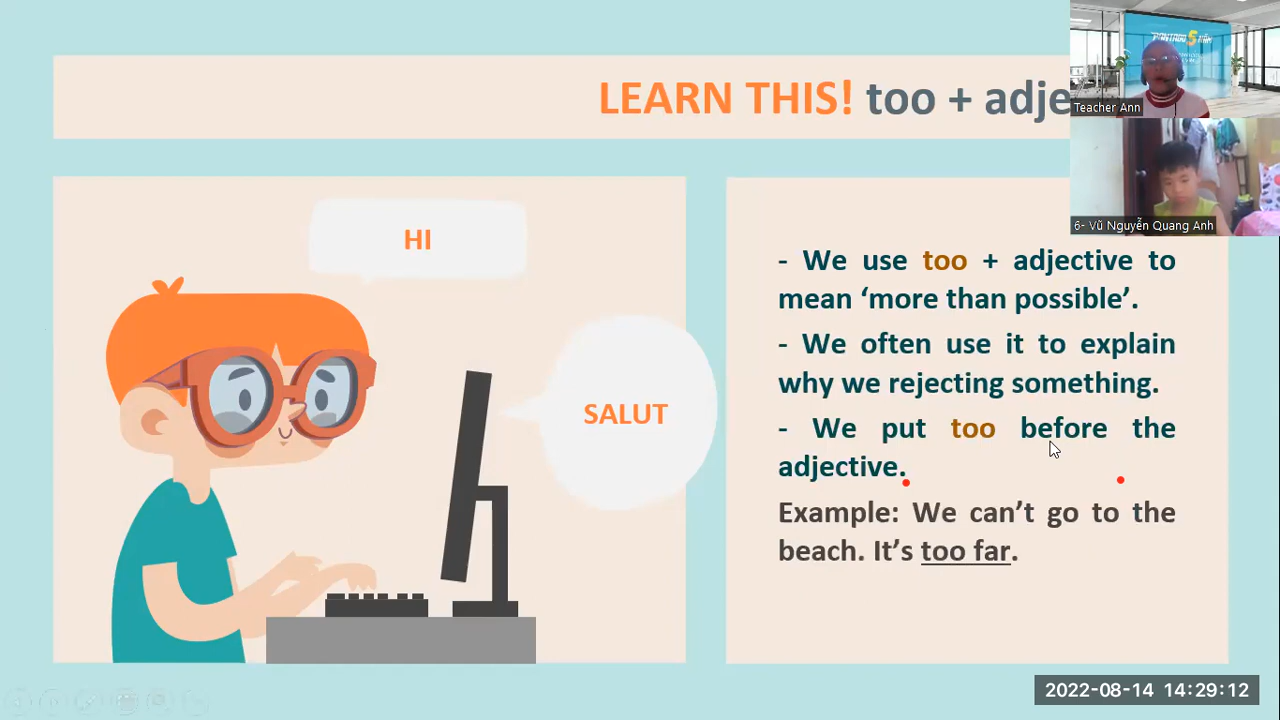 LEARN THIS! too + adje
Teacher Ann
6- Vũ Nguyễn Quang Anh
HI
SALUT
- We use too + adjective to
mean ‘more than possible’.
- We often use it to explain
why we rejecting something.
- We put too before the
adjective.
Example: We can’t go to the
beach. It’s too far.
2022-08-14 14:29:12